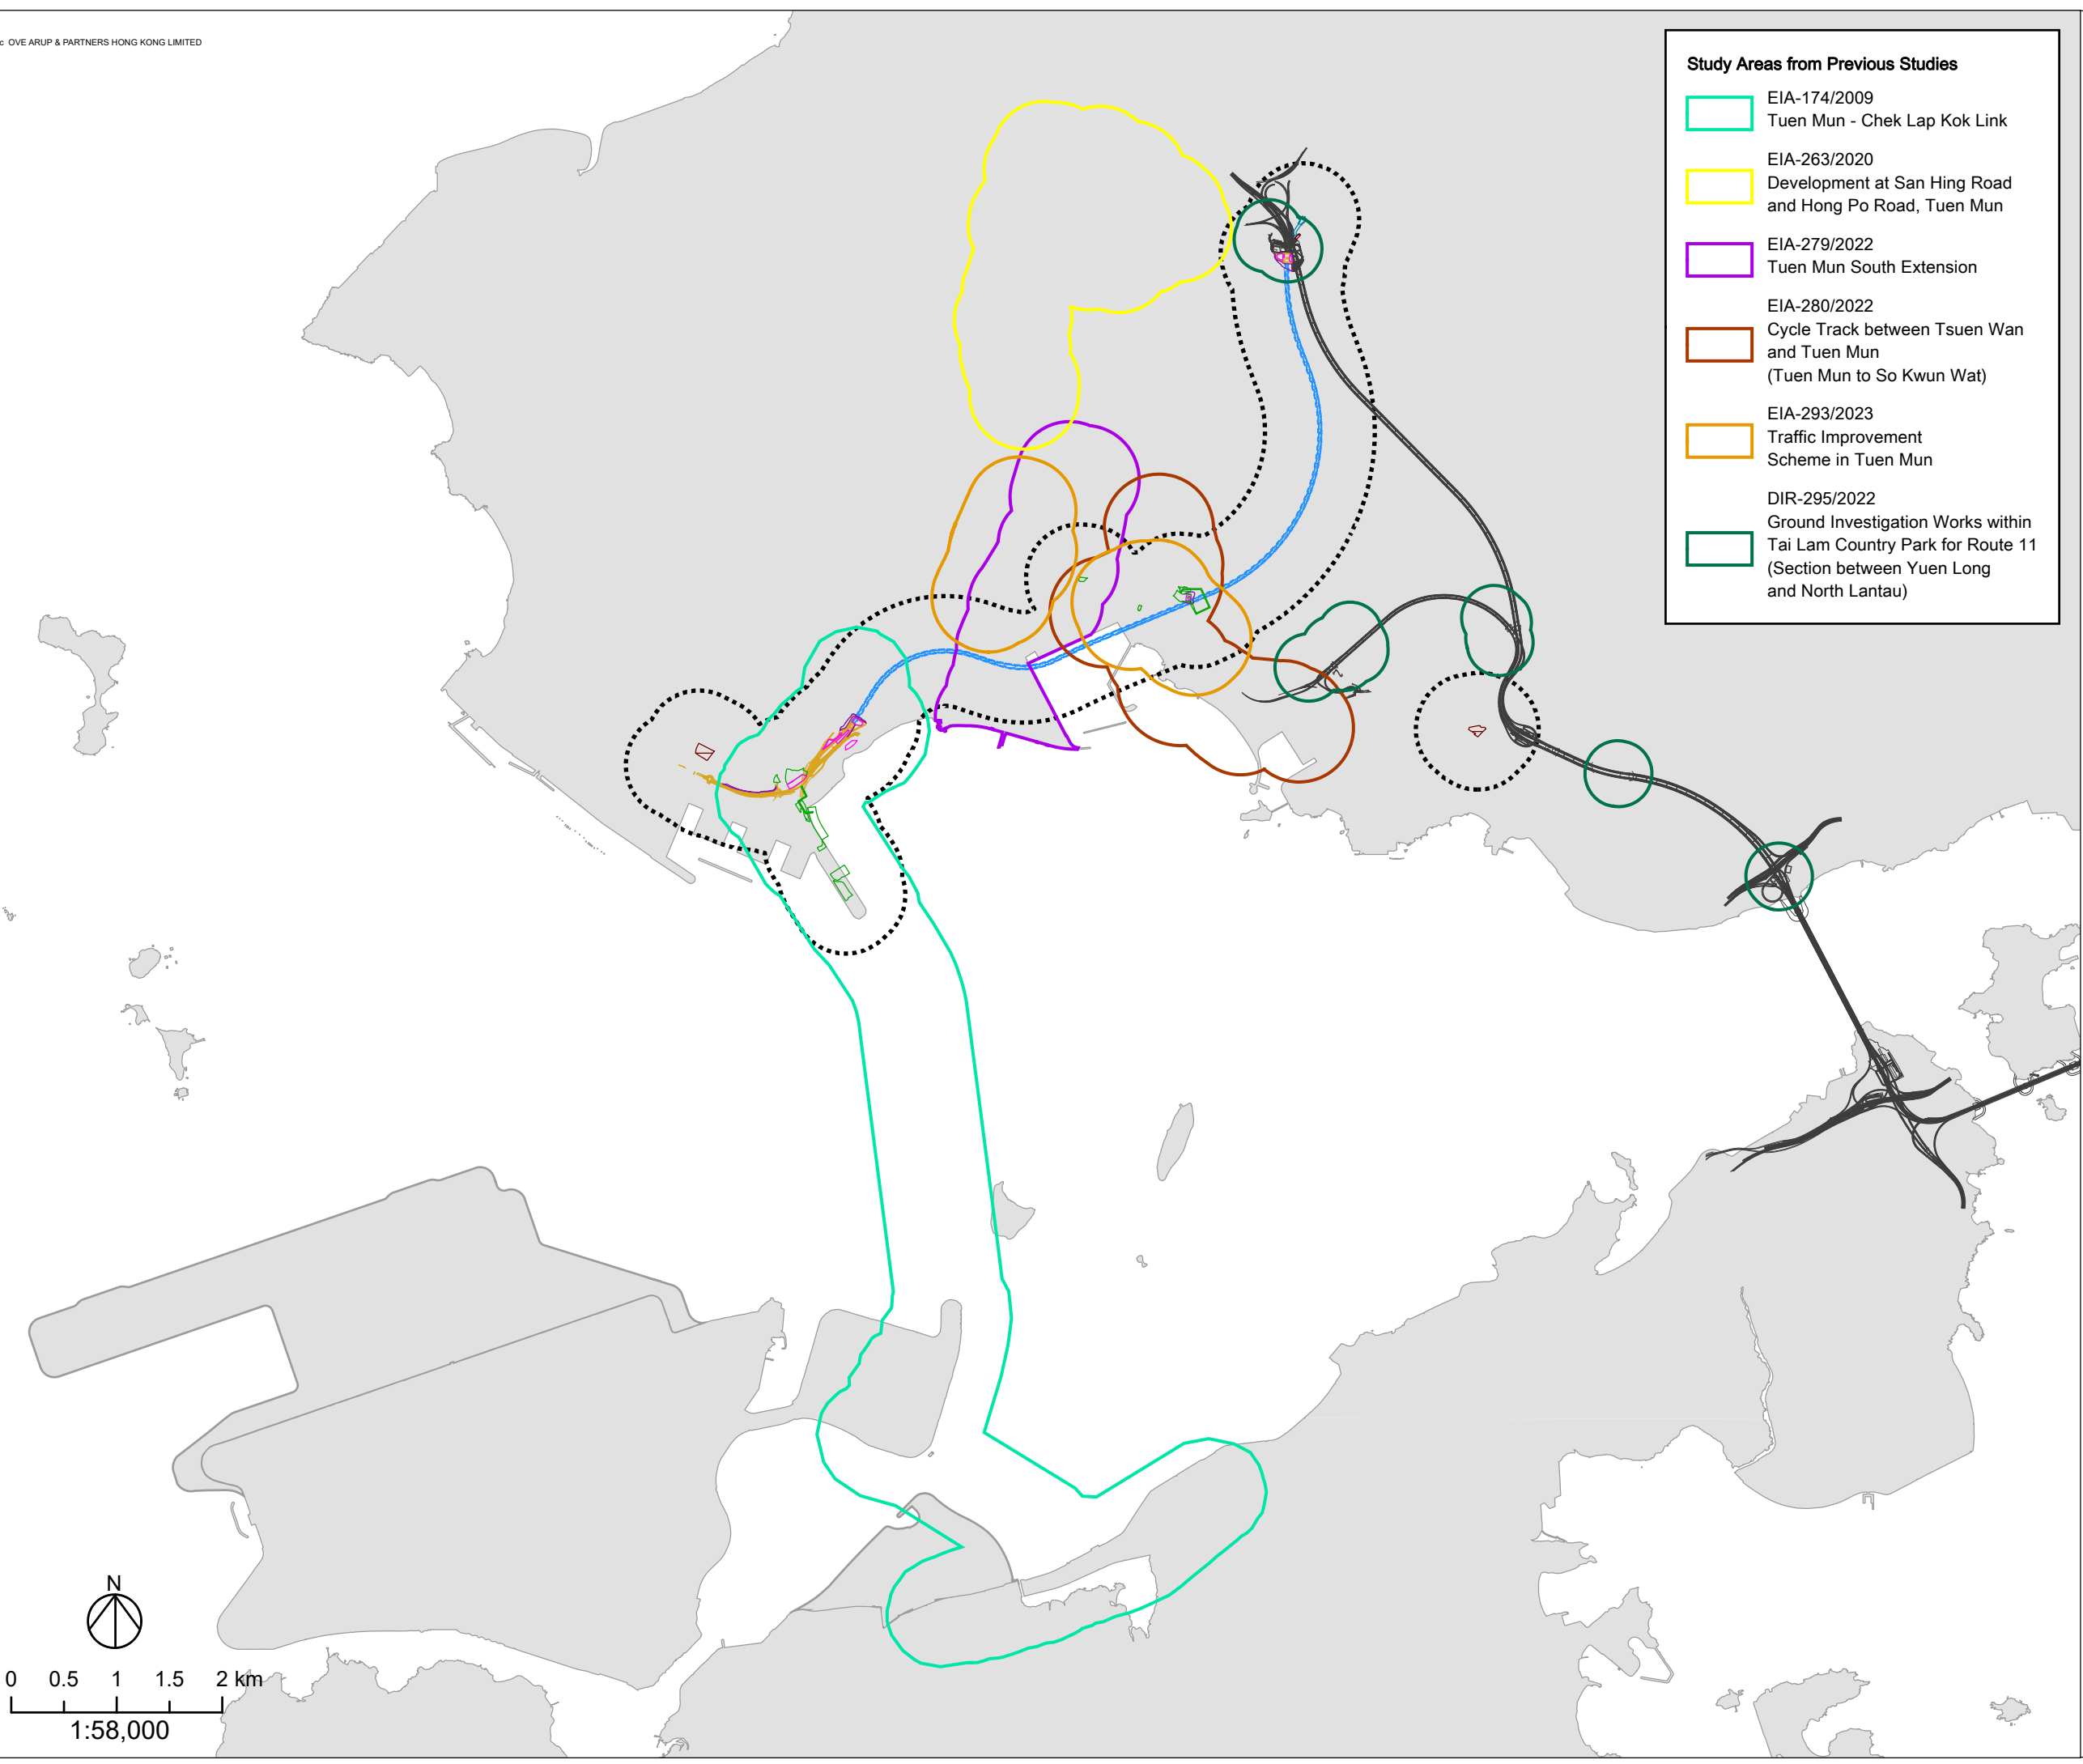 c OVE ARUP & PARTNERS HONG KONG LIMITED
Study Areas from Previous Studies
EIA-174/2009
Tuen Mun - Chek Lap Kok Link
EIA-263/2020
Development at San Hing Road
and Hong Po Road, Tuen Mun
EIA-279/2022
Tuen Mun South Extension
EIA-280/2022
Cycle Track between Tsuen Wan
and Tuen Mun
(Tuen Mun to So Kwun Wat)
EIA-293/2023
Traffic Improvement
Scheme in Tuen Mun
DIR-295/2022
Ground Investigation Works within
Tai Lam Country Park for Route 11
(Section between Yuen Long
and North Lantau)
N
0 0.5 1 1.5 2 km
1:58,000